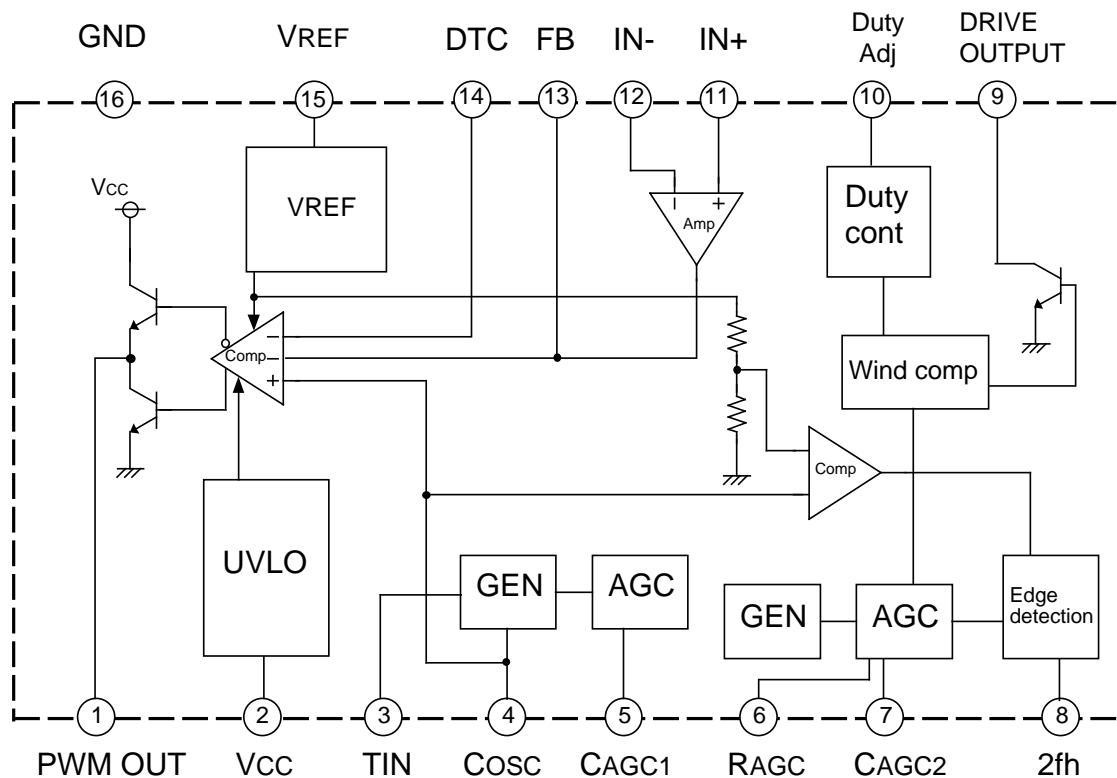 GND VREF DTC FB IN- IN+ Duty Adj DRIVE OUTPUT
16 15 14 13 12 11 10 9
VCC
VREF
− +
Amp
Duty
cont
−
Comp −
+
Wind comp
Comp
UVLO
GEN AGC
GEN AGC
Edge
detection
1 2 3 4 5 6 7 8
PWM OUT VCC TIN COSC CAGC1 RAGC CAGC2 2fh